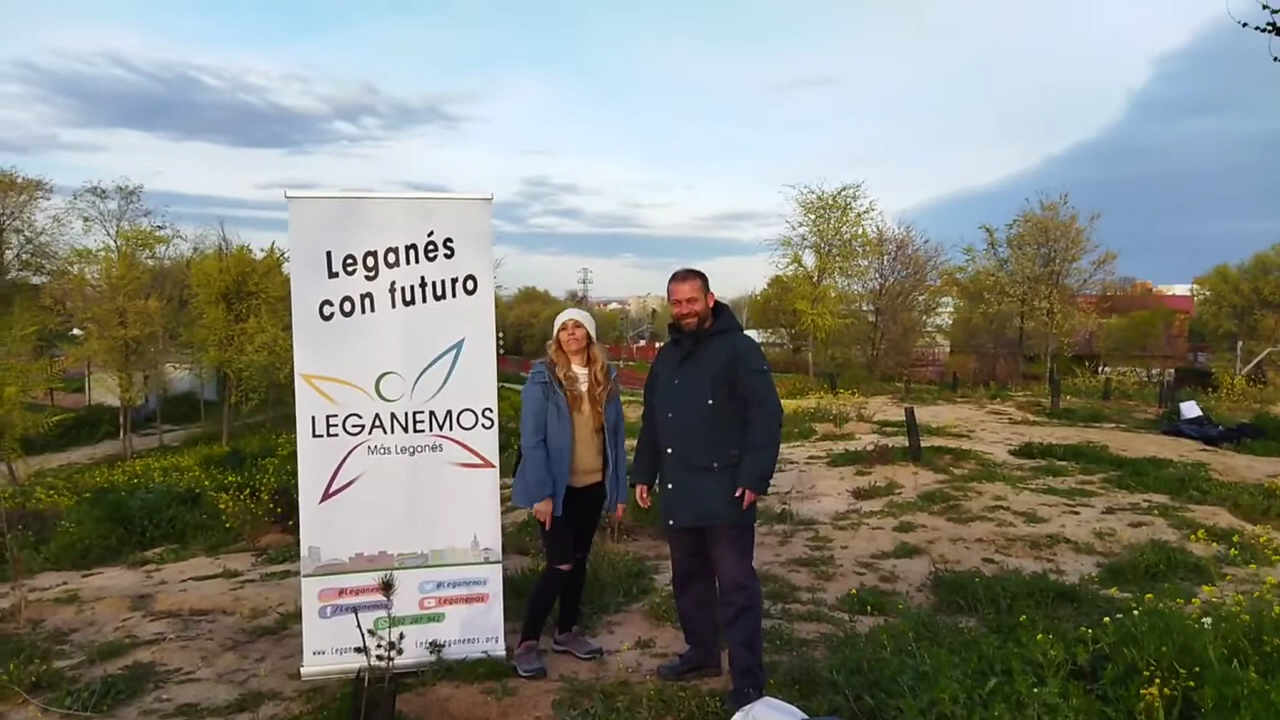 Leganés
con futuro
LEGANEMOS
Más Leganés
@Leganemos
@Leganemos
/Leganemos
Leganemos
info@leganemos.org